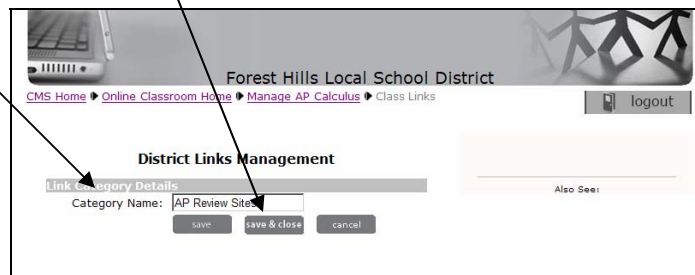 Forest Hills Local School District
CMS Home Online Classroom Home Manage AP Calculus Class Links
logout
District Links Management
Link Category Details
Also See:
Category Name: AP Review Sites
save save & close cancel